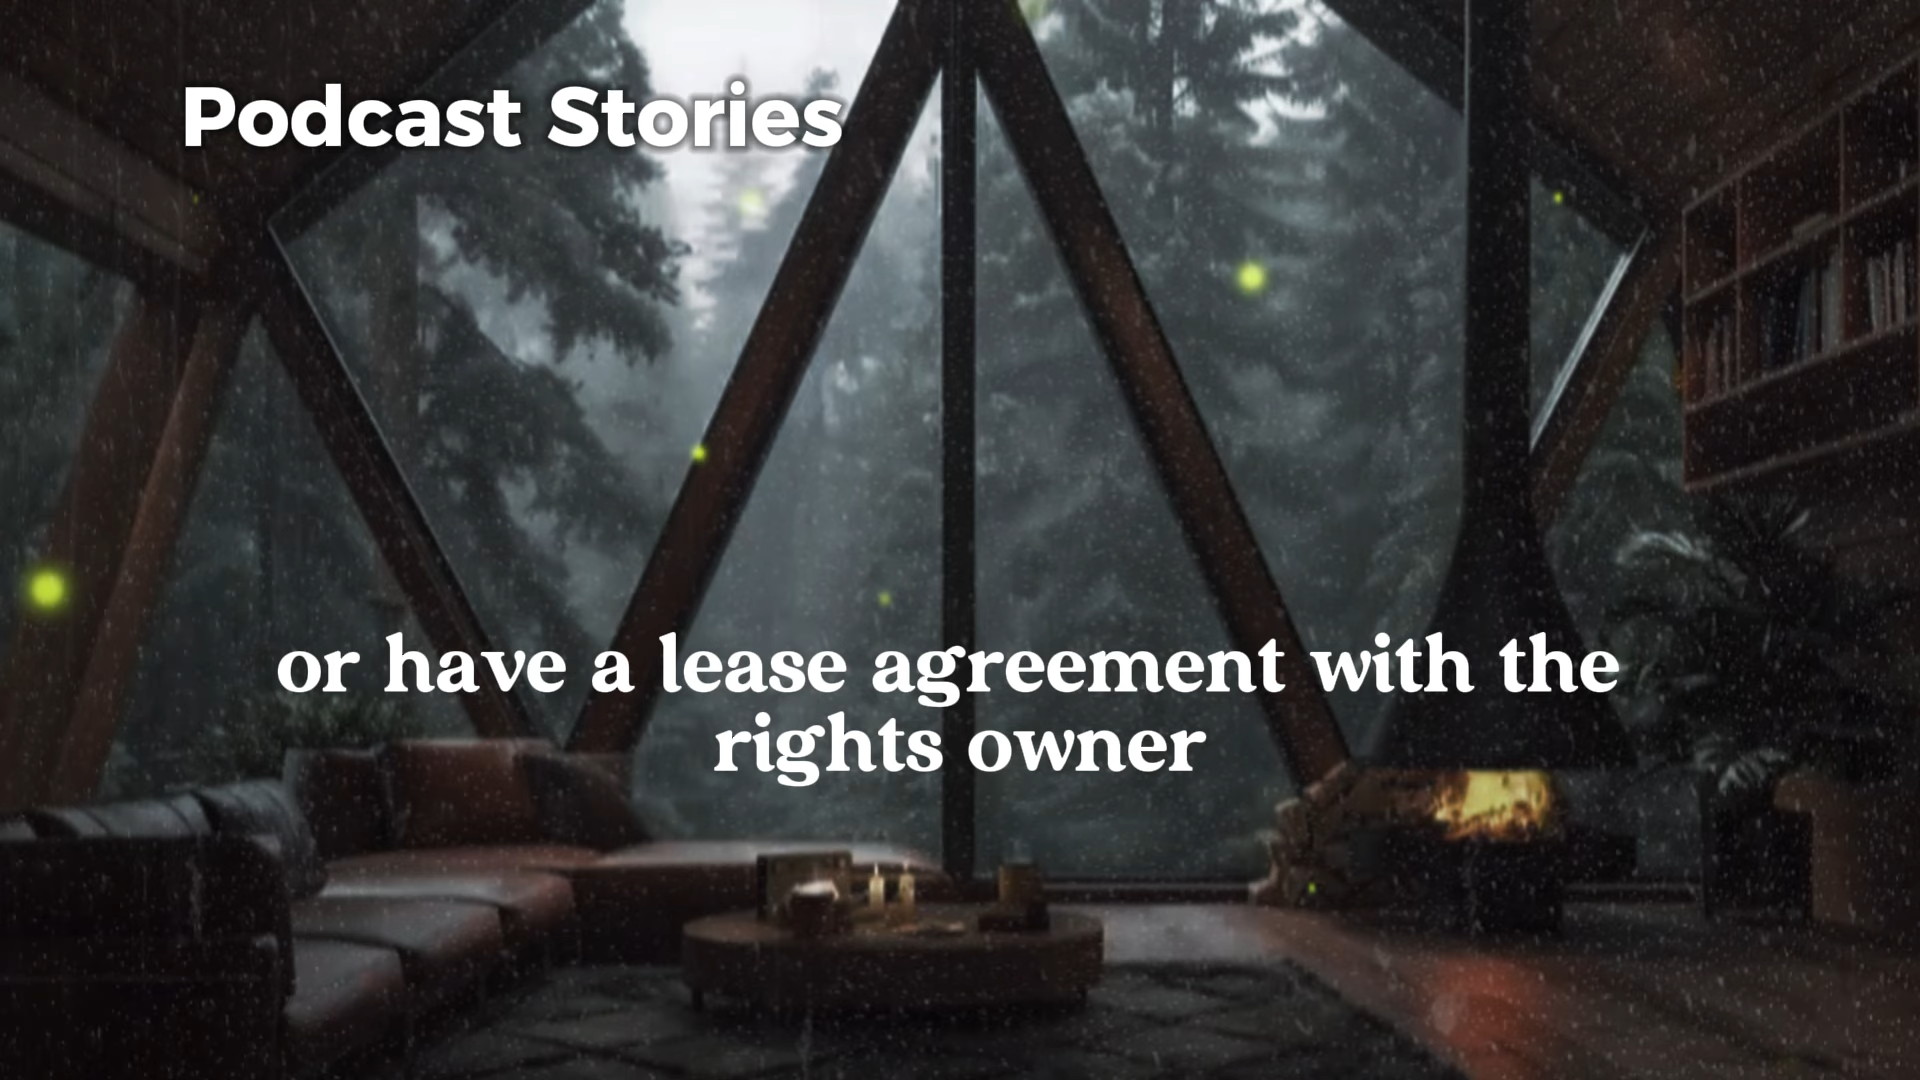 Podcast Stories
or have a lease agreement with the
rights owner